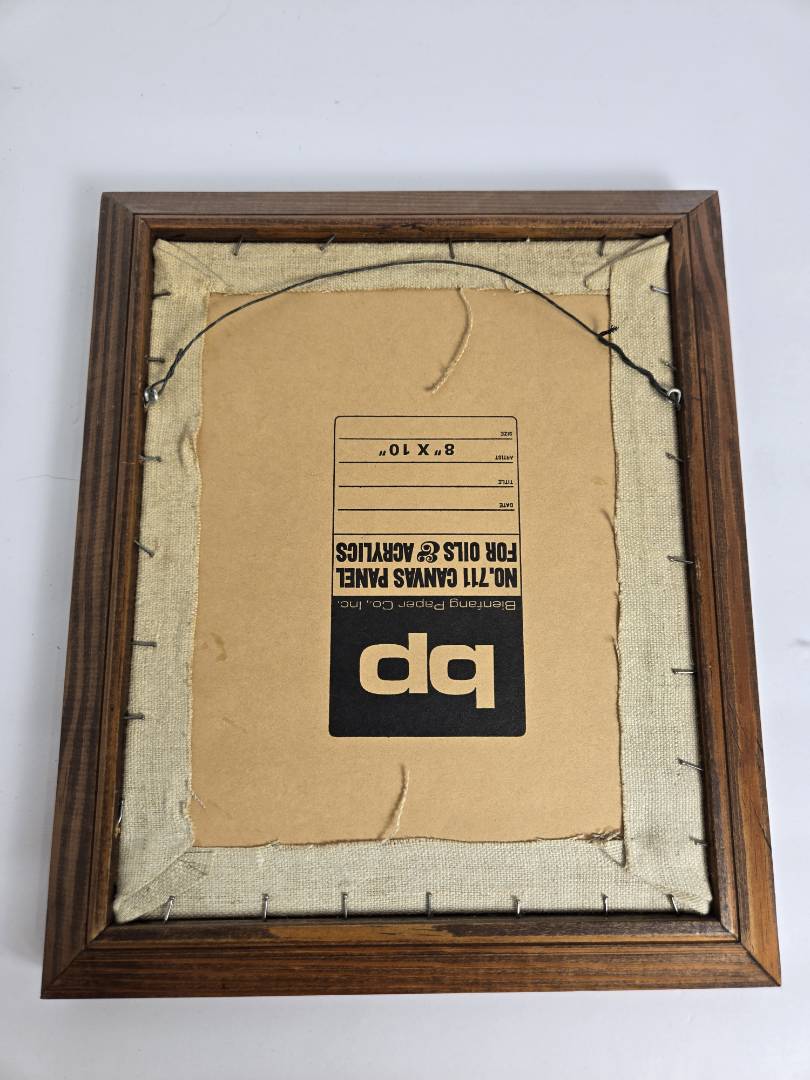 bp
Bienfang Paper Co., Inc.
NO.711 CANVAS PANEL
FOR OILS & ACRYLICS
DATE
TITLE
ARTIST
8" X 10"
SIZE